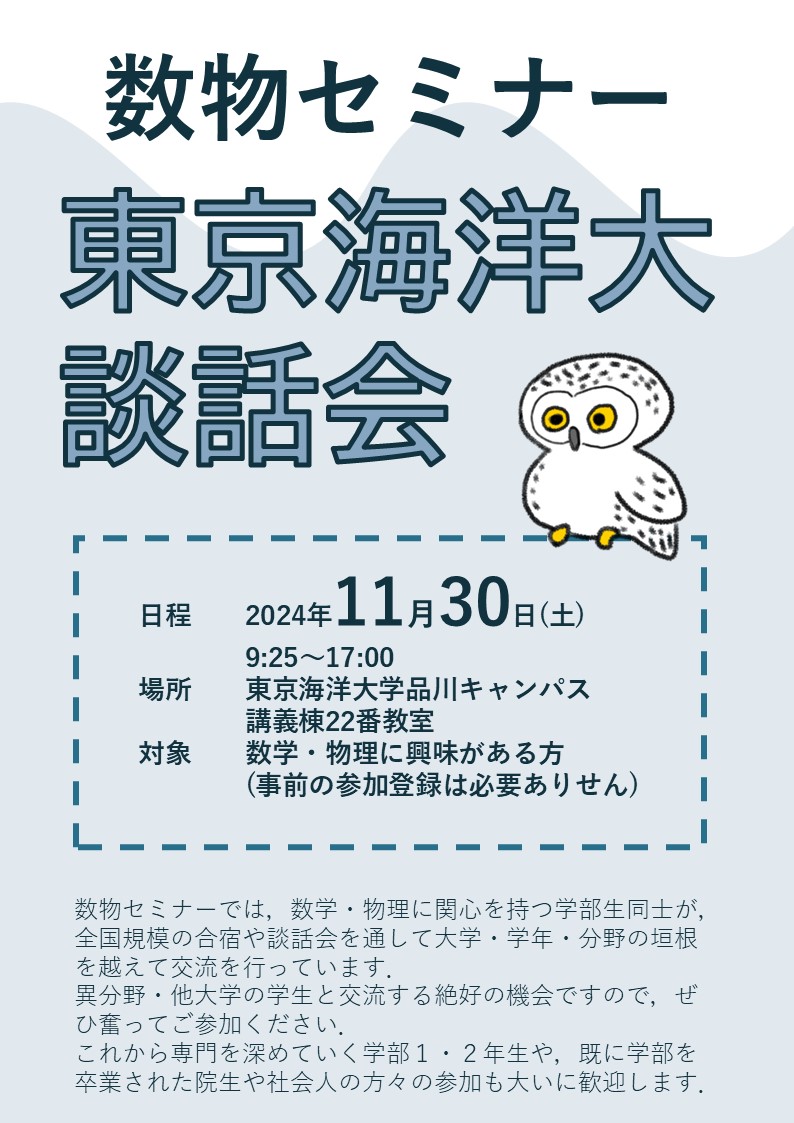 数物セミナー
東京海洋大
談話会
日程 2024年11月30日(土)
9:25〜17:00
場所 東京海洋大学品川キャンパス
講義棟22番教室
対象 数学・物理に興味がある方
(事前の参加登録は必要ありせん)
数物セミナーでは，数学・物理に関心を持つ学部生同士が，
全国規模の合宿や談話会を通して大学・学年・分野の垣根
を越えて交流を行っています．
異分野・他大学の学生と交流する絶好の機会ですので，ぜ
ひ奮ってご参加ください．
これから専門を深めていく学部１・２年生や，既に学部を
卒業された院生や社会人の方々の参加も大いに歓迎します．